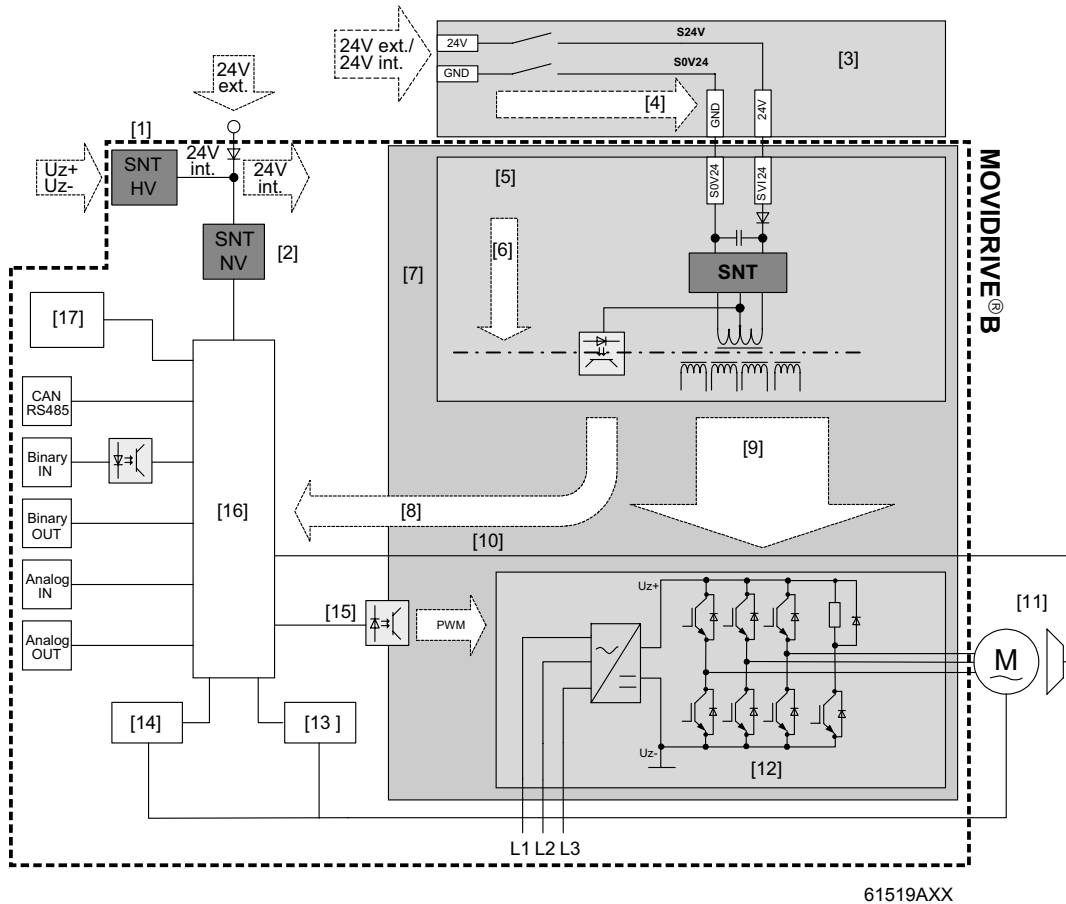 24V ext./
24V int.
24V
GND
S24V
S0V24
[3]
[4]
GND
24V
24V
ext.
[1]
Uz+
Uz-
SNT
HV
24V
int.
24V
int.
SNT
NV
[2]
[5]
[6]
[7]
S0V24
SVI24
SNT
MOVIDRIVE®B
[17]
CAN
RS485
Binary
IN
Binary
OUT
Analog
IN
Analog
OUT
[16]
[8]
[9]
[10]
[15]
PWM
Uz+
Uz-
[12]
[11]
M
[14]
[13 ]
L1 L2 L3
61519AXX